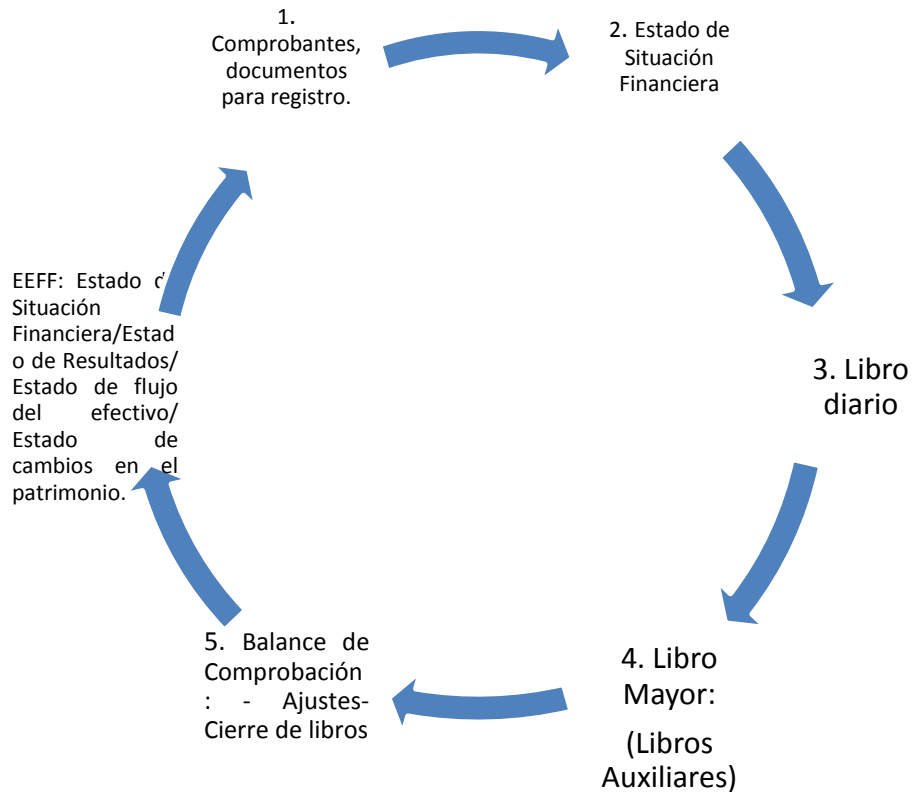 1.
Comprobantes,
documentos
para registro.
2. Estado de
Situación
Financiera
3. Libro
diario
4. Libro
Mayor:
(Libros
Auxiliares)
5. Balance de
Comprobación
: - Ajustes-
Cierre de libros
EEFF: Estado de
Situación
Financiera/Estad
o de Resultados/
Estado de flujo
del efectivo/
Estado de
cambios en el
patrimonio.